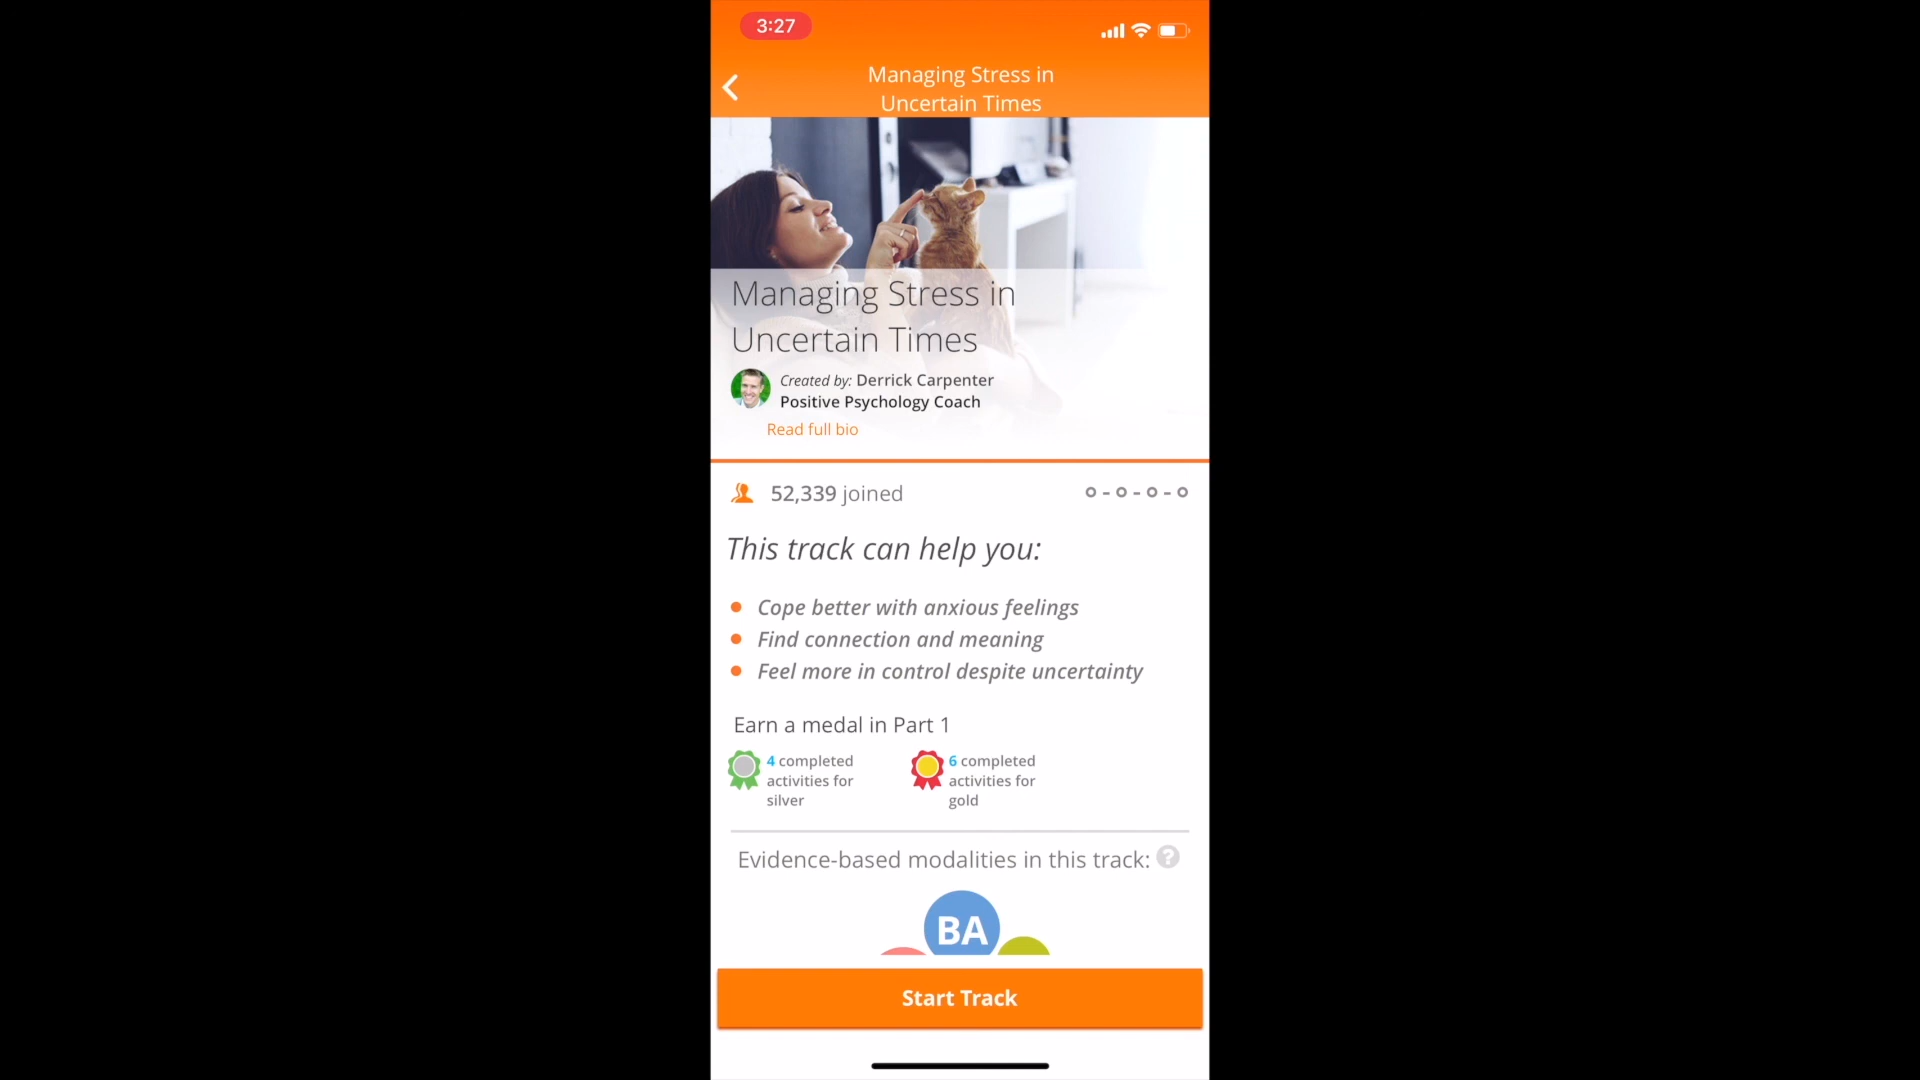 3:27
Managing Stress in
Uncertain Times
Managing Stress in
Uncertain Times
Created by: Derrick Carpenter
Positive Psychology Coach
Read full bio
52,339 joined
This track can help you:
Cope better with anxious feelings
Find connection and meaning
Feel more in control despite uncertainty
Earn a medal in Part 1
4 completed
activities for
silver
6 completed
activities for
gold
Evidence-based modalities in this track: ?
BA
Start Track